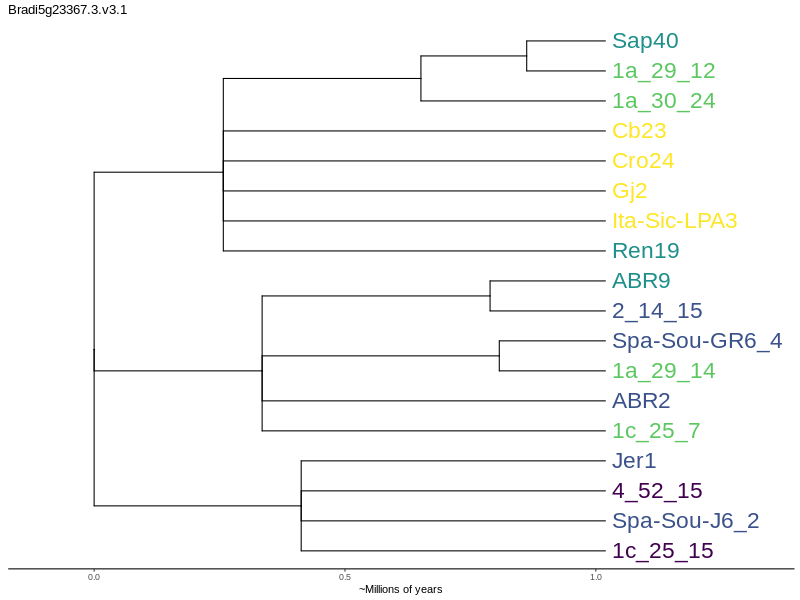 Bradi5g23367.3.v3.1
Sap40
1a_29_12
1a_30_24
Cb23
Cro24
Gj2
Ita-Sic-LPA3
Ren19
ABR9
2_14_15
Spa-Sou-GR6_4
1a_29_14
ABR2
1c_25_7
Jer1
4_52_15
Spa-Sou-J6_2
1c_25_15
0.0 0.5 1.0
~Millions of years